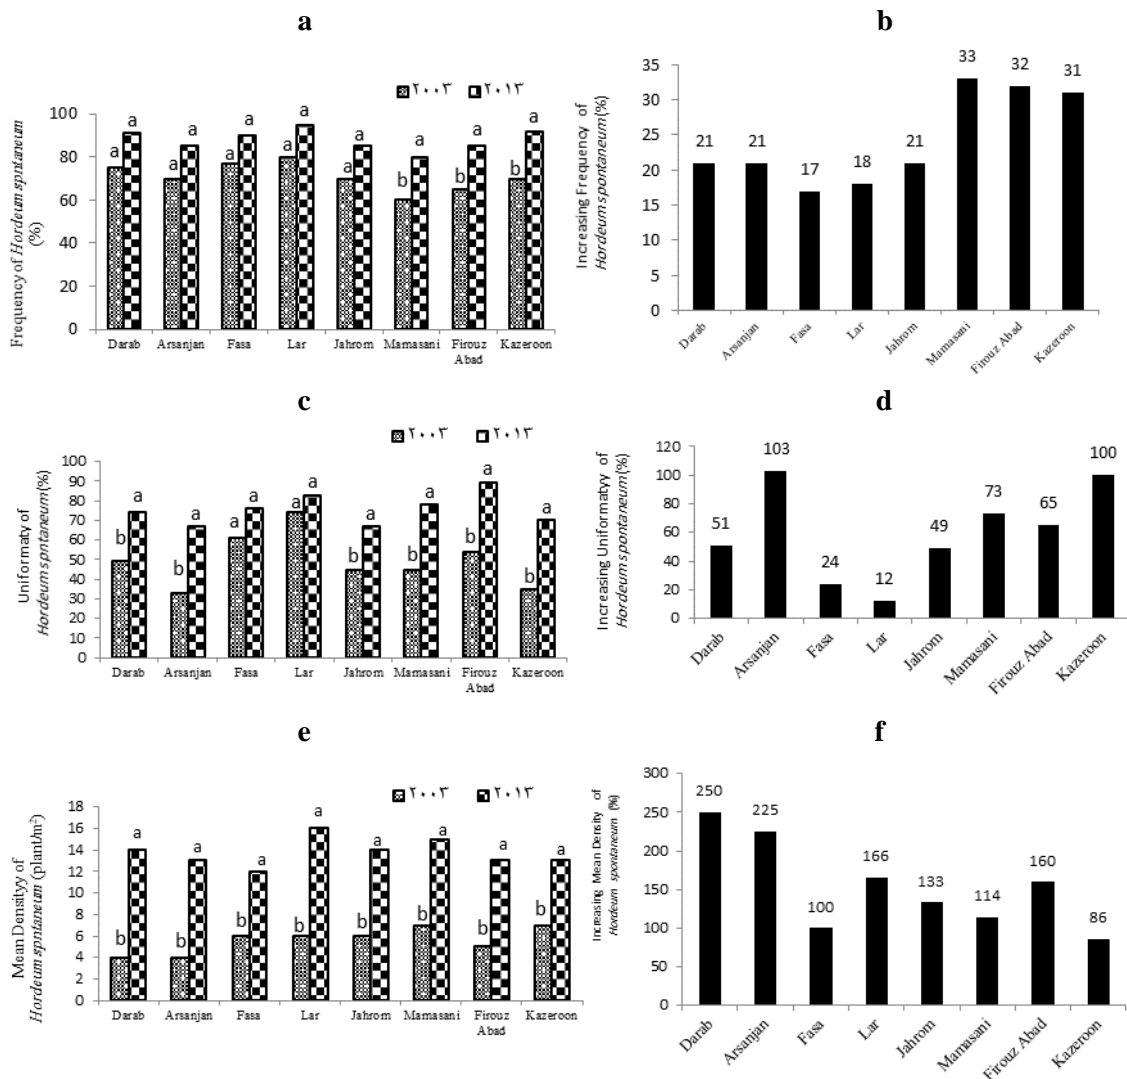 a
۲۰۰۳ ۲۰۱۳
Frequency of Hordeum spntaneum
(%)
100
80
60
40
20
0
a a a a a a a a a b a b a b a
Darab Arsanjan Fasa Lar Jahrom Mamasani Firouz Abad Kazeroon
b
Increasing Frequency of
Hordeum spontaneum(%)
35
30
25
20
15
10
5
0
21 21 17 18 21 33 32 31
Darab Arsanjan Fasa Lar Jahrom Mamasani Firouz Abad Kazeroon
c
۲۰۰۳ ۲۰۱۳
Uniformaty of
Hordeum spntaneum(%)
100
90
80
70
60
50
40
30
20
10
0
b a b a a a a a b a b a b a b a
Darab Arsanjan Fasa Lar Jahrom Mamasani Firouz Abad Kazeroon
d
Increasing Uniformatyy of
Hordeum spontaneum(%)
120
100
80
60
40
20
0
51 103 24 12 49 73 65 100
Darab Arsanjan Fasa Lar Jahrom Mamasani Firouz Abad Kazeroon
e
۲۰۰۳ ۲۰۱۳
Mean Densityy of
Hordeum spntaneum (plant/m²)
18
16
14
12
10
8
6
4
2
0
b a b a b a b a b a b a b a b a
Darab Arsanjan Fasa Lar Jahrom Mamasani Firouz Abad Kazeroon
f
Increasing Mean Density of
Hordeum spontaneum (%)
300
250
200
150
100
50
0
250 225 100 166 133 114 160 86
Darab Arsanjan Fasa Lar Jahrom Mamasani Firouz Abad Kazeroon